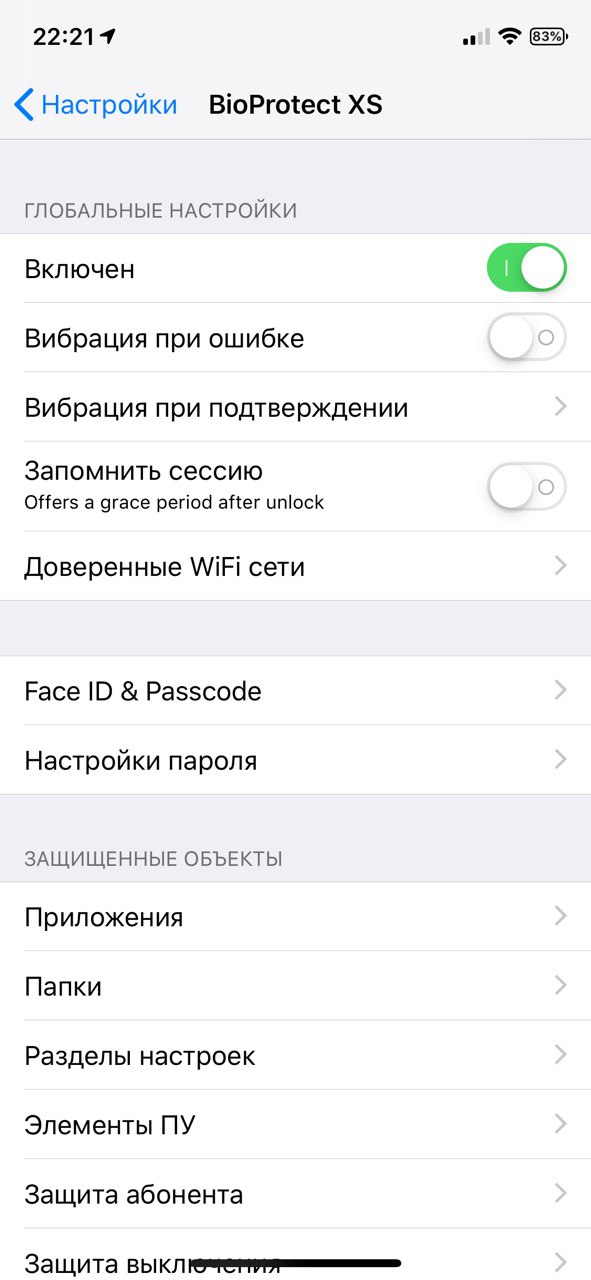 22:21
83%
Настройки BioProtect XS
ГЛОБАЛЬНЫЕ НАСТРОЙКИ
Включен
Вибрация при ошибке
Вибрация при подтверждении
Запомнить сессию
Offers a grace period after unlock
Доверенные WiFi сети
Face ID & Passcode
Настройки пароля
ЗАЩИЩЕННЫЕ ОБЪЕКТЫ
Приложения
Папки
Разделы настроек
Элементы ПУ
Защита абонента
Защита выключения